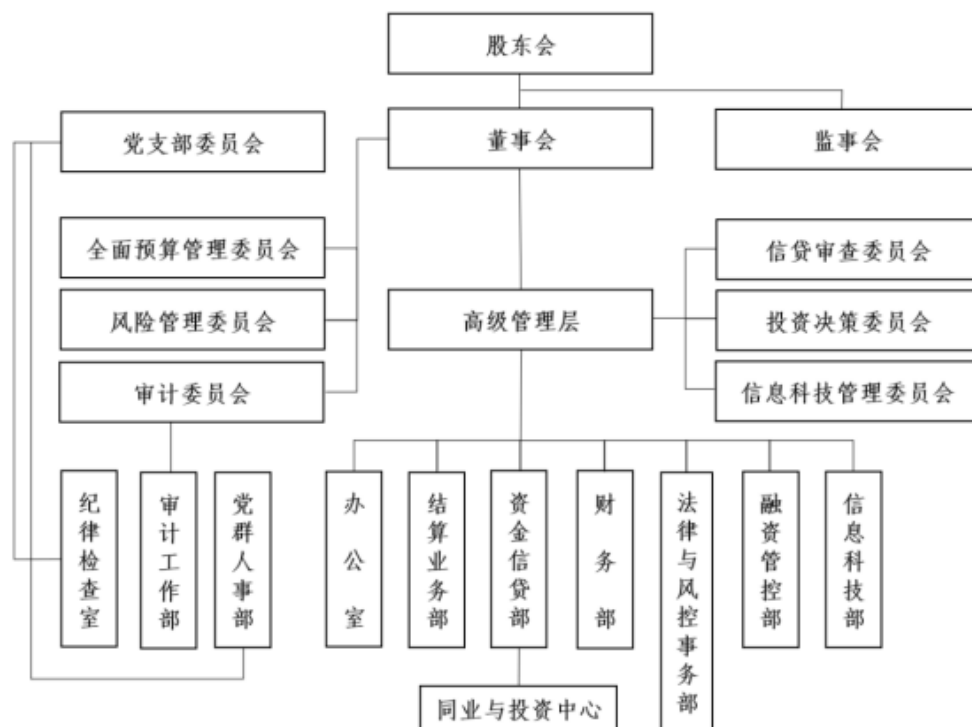 股东会
党支部委员会
董事会
监事会
全面预算管理委员会
信贷审查委员会
风险管理委员会
高级管理层
投资决策委员会
审计委员会
信息科技管理委员会
纪律检查室
审计工作部
党群人事部
办公室
结算业务部
资金信贷部
财务部
法律与风控事务部
融资管控部
信息科技部
同业与投资中心